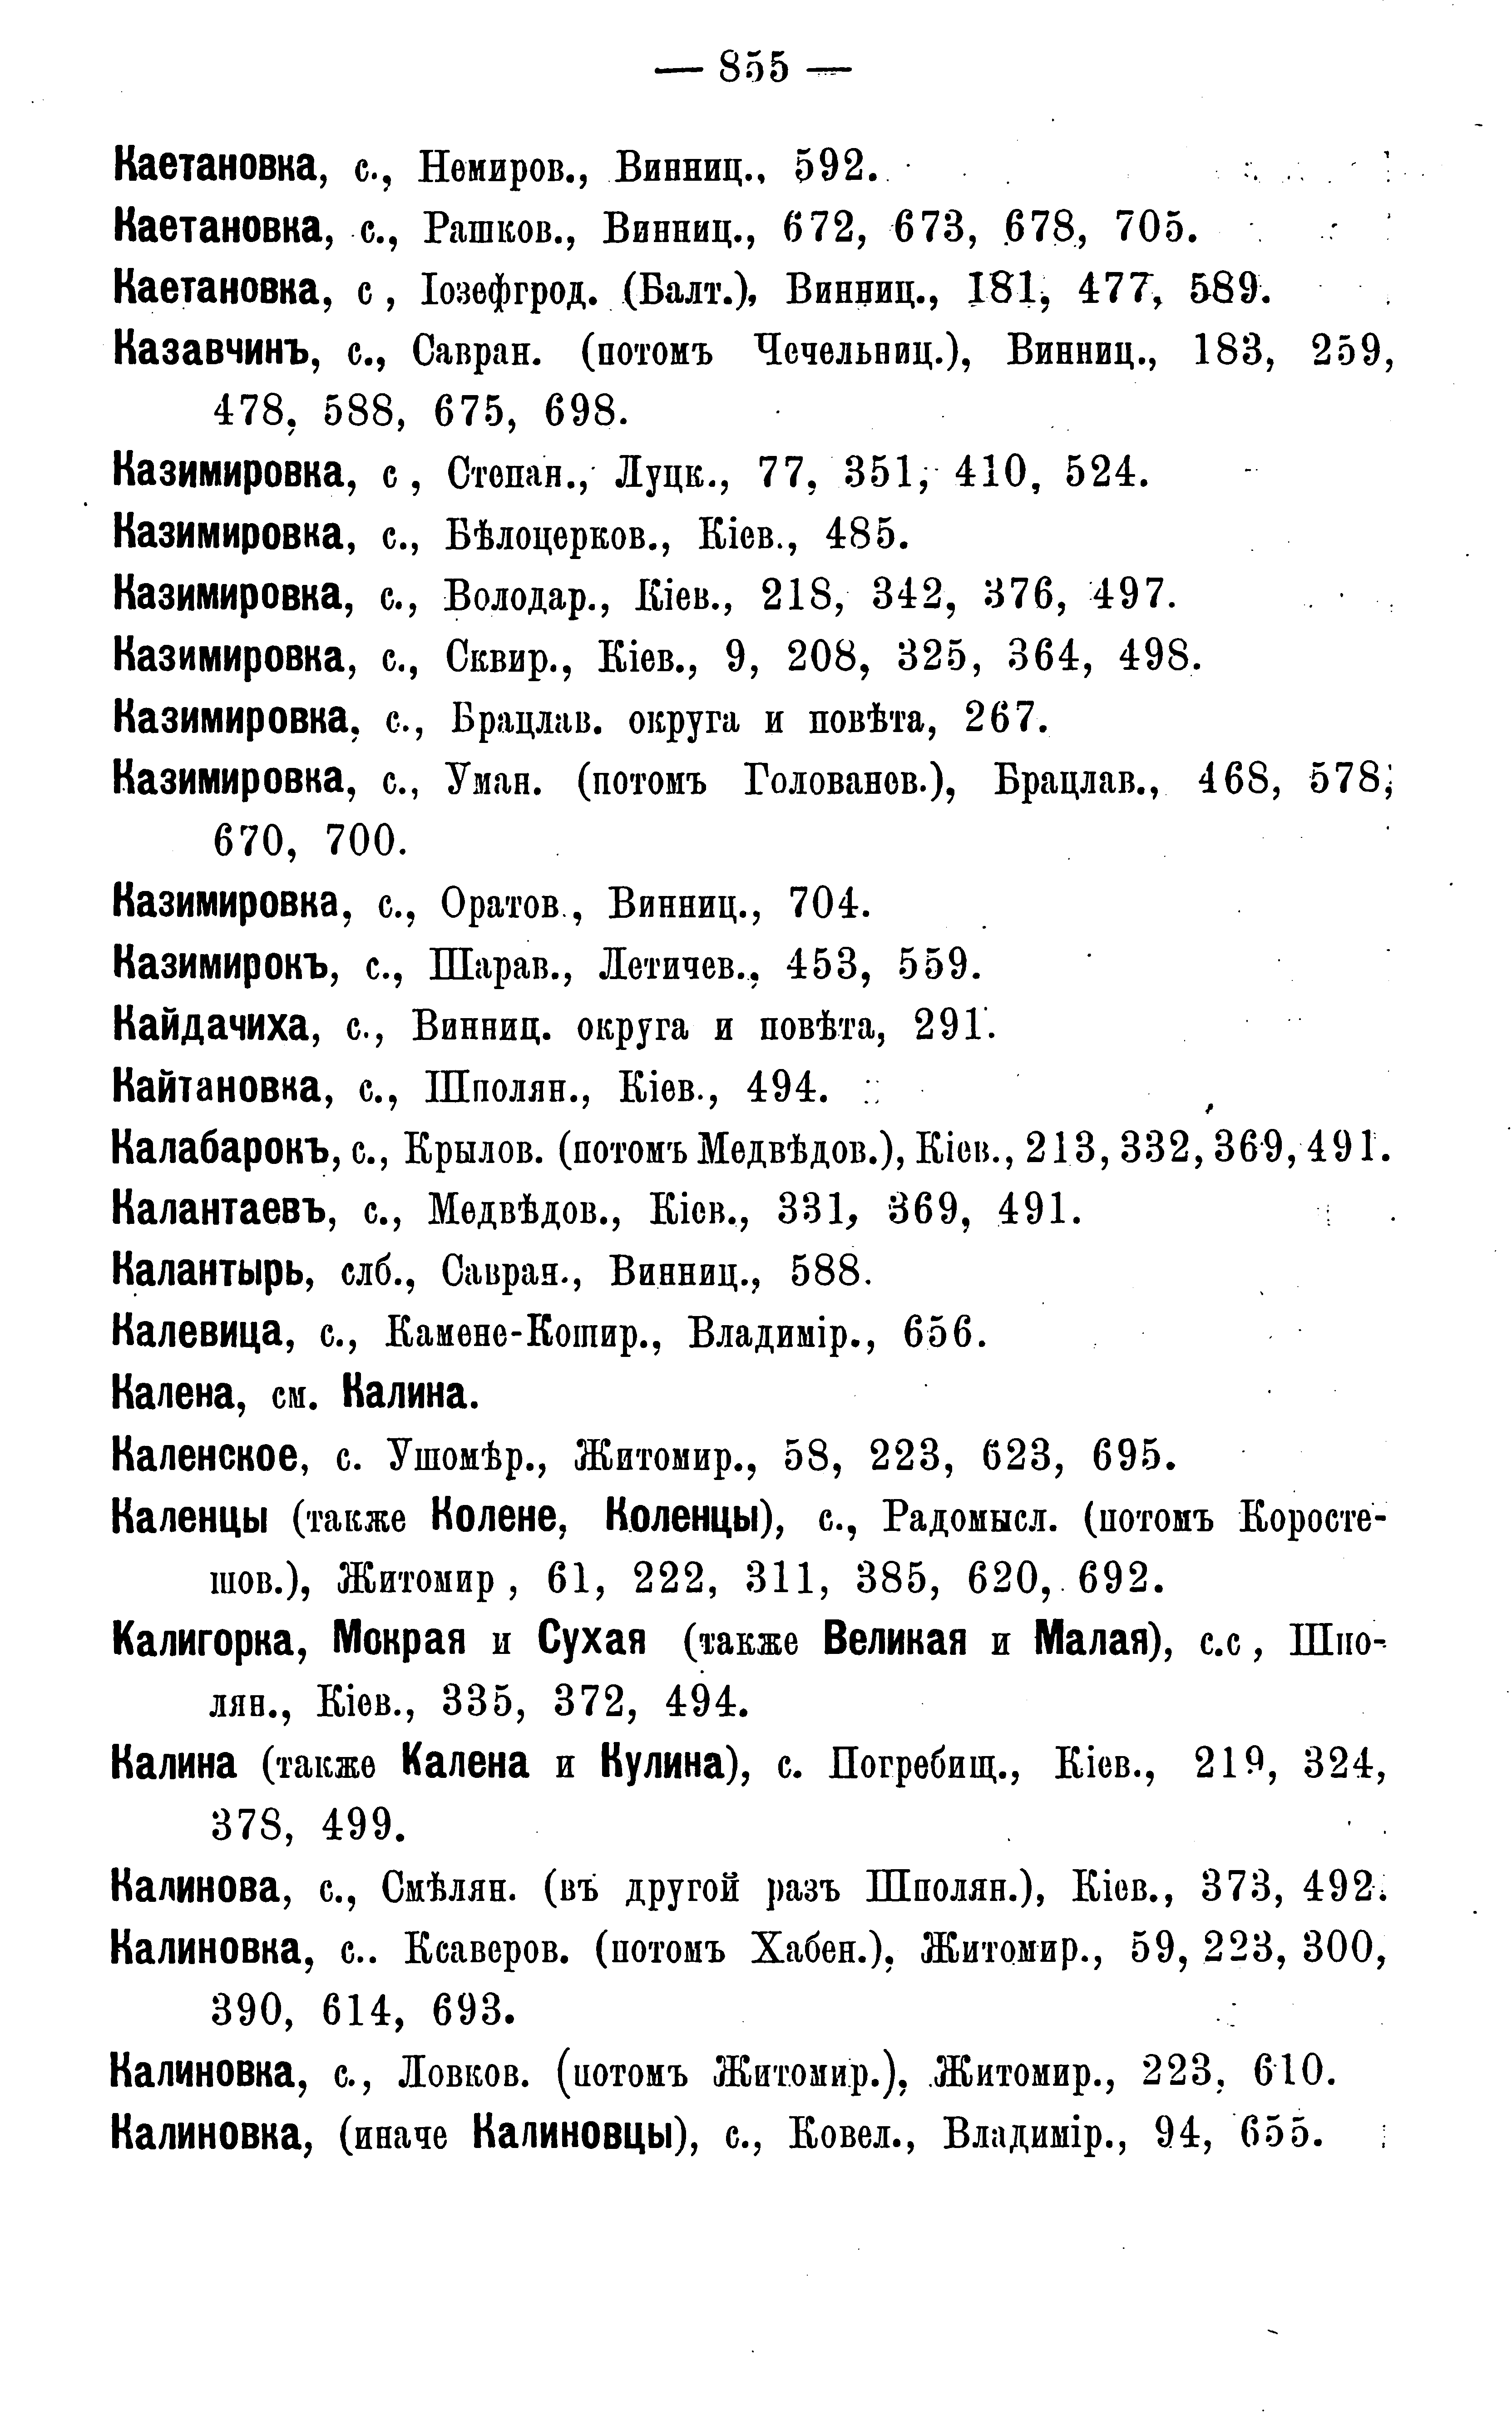 — 855 —
Каетановка, с., Немиров., Винниц., 592.
Каетановка, с., Рашков., Винниц., 672, 673, 678, 705.
Каетановка, с , Іозефгрод. (Балт.), Винниц., 181, 477, 589.
Казавчинъ, с., Савран. (потомъ Чечельниц.), Винниц., 183, 259,
478, 588, 675, 698.
Казимировка, с , Степан., Луцк., 77, 351, 410, 524.
Казимировка, с., Бѣлоцерков., Кіев., 485.
Казимировка, с., Володар., Кіев., 218, 342, 376, 497.
Казимировка, с., Сквир., Кіев., 9, 208, 325, 364, 498.
Казимировка, с., Брацлав. округа и повѣта, 267.
Казимировка, с., Уман. (потомъ Голованев.), Брацлав., 468, 578,
670, 700.
Казимировка, с., Оратов., Винниц., 704.
Казимирокъ, с., Шарав., Летичев., 453, 559.
Кайдачиха, с., Винниц. округа и повѣта, 291.
Кайтановка, с., Шполян., Кіев., 494.
Калабарокъ, с., Крылов. (потомъ Медвѣдов.), Кіев., 213, 332, 369, 491.
Калантаевъ, с., Медвѣдов., Кіев., 331, 369, 491.
Калантырь, слб., Савран., Винниц., 588.
Калевица, с., Камене-Кошир., Владимір., 656.
Калена, см. Калина.
Каленское, с. Ушомѣр., Житомир., 58, 223, 623, 695.
Каленцы (также Колене, Коленцы), с., Радомысл. (потомъ Коросте-
шов.), Житомир , 61, 222, 311, 385, 620, 692.
Калигорка, Мокрая и Сухая (также Великая и Малая), с.с , Шпо-
лян., Кіев., 335, 372, 494.
Калина (также Калена и Кулина), с. Погребищ., Кіев., 219, 324,
378, 499.
Калинова, с., Смѣлян. (въ другой разъ Шполян.), Кіев., 373, 492.
Калиновка, с.. Ксаверов. (потомъ Хабен.), Житомир., 59, 223, 300,
390, 614, 693.
Калиновка, с., Ловков. (потомъ Житомир.), Житомир., 223, 610.
Калиновка, (иначе Калиновцы), с., Ковел., Владимір., 94, 655.